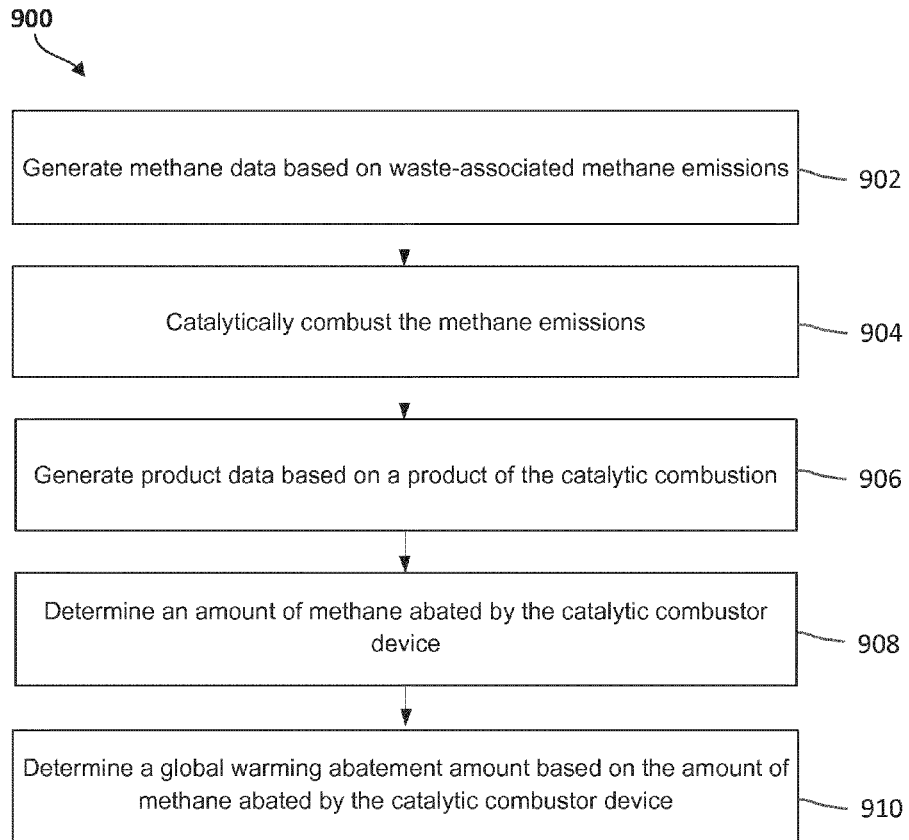 900
Generate methane data based on waste-associated methane emissions
902
Catalytically combust the methane emissions
904
Generate product data based on a product of the catalytic combustion
906
Determine an amount of methane abated by the catalytic combustor
device
908
Determine a global warming abatement amount based on the amount of
methane abated by the catalytic combustor device
910